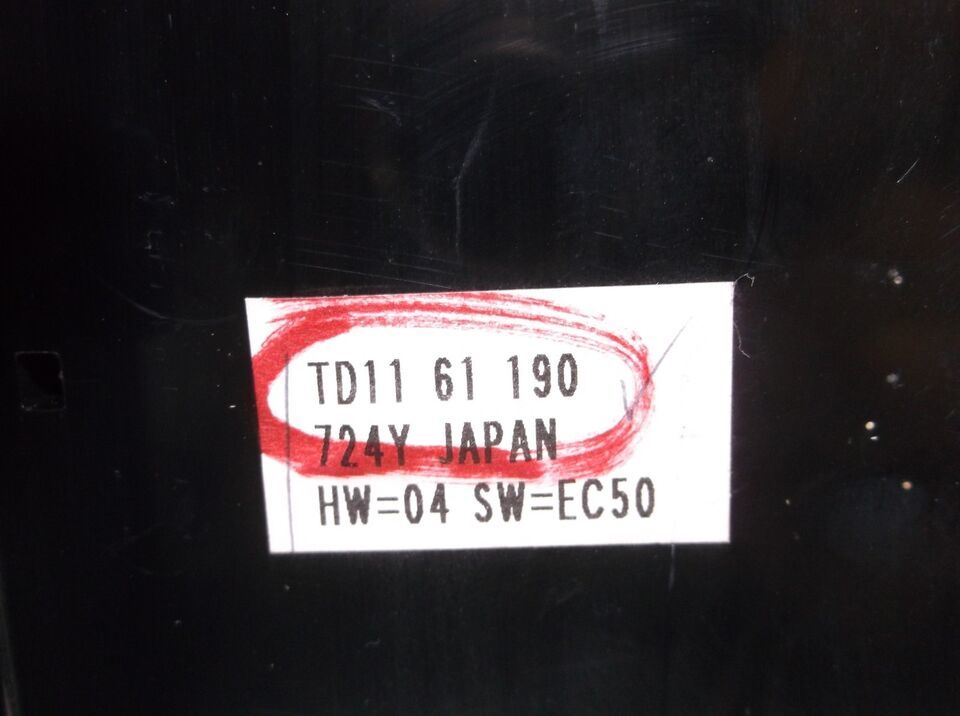 TD11 61 190
724Y JAPAN
HW=04 SW=EC50